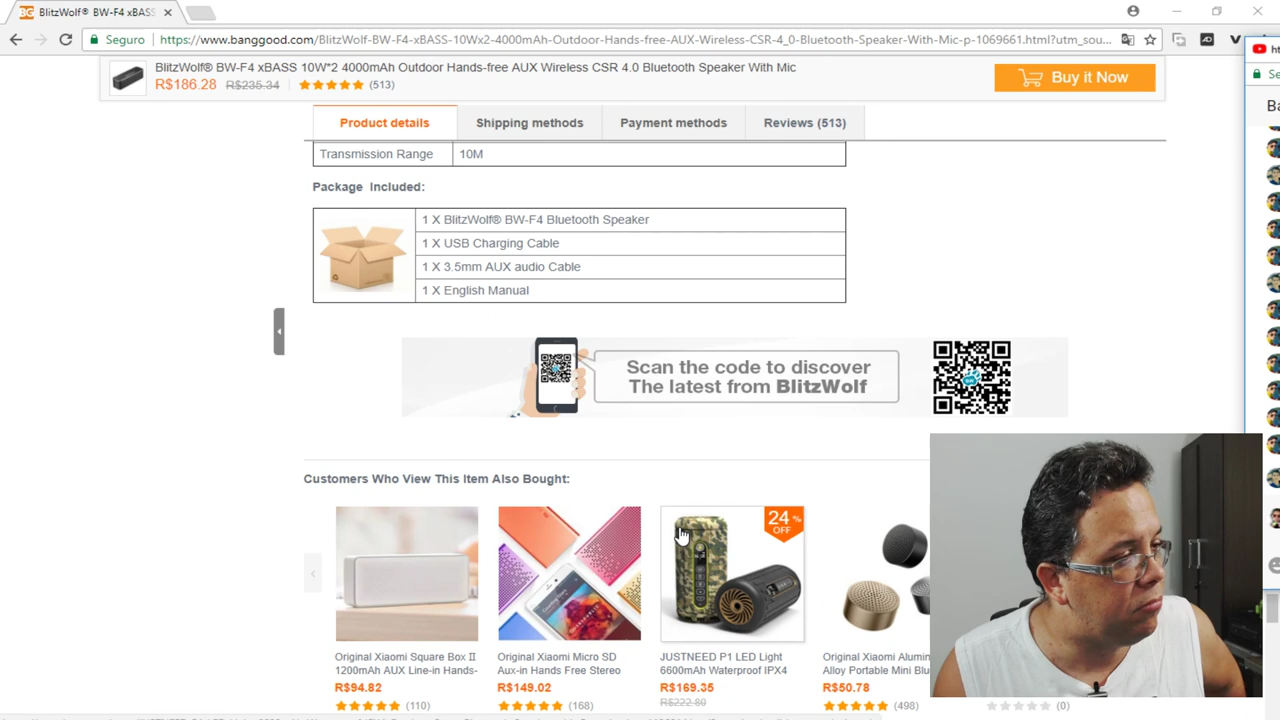 BlitzWolf® BW-F4 xBASS
Seguro
https://www.banggood.com/BlitzWolf-BW-F4-xBASS-10Wx2-4000mAh-Outdoor-Hands-free-AUX-Wireless-CSR-4_0-Bluetooth-Speaker-With-Mic-p-1069661.html?utm_sou...
BlitzWolf® BW-F4 xBASS 10W*2 4000mAh Outdoor Hands-free AUX Wireless CSR 4.0 Bluetooth Speaker With Mic
R$186.28 R$235.34 (513)
Buy it Now
Product details Shipping methods Payment methods Reviews (513)
Transmission Range 10M
Package Included:
1 X BlitzWolf® BW-F4 Bluetooth Speaker
1 X USB Charging Cable
1 X 3.5mm AUX audio Cable
1 X English Manual
Scan the code to discover
The latest from BlitzWolf
Customers Who View This Item Also Bought:
24 %
OFF
Original Xiaomi Square Box II
1200mAh AUX Line-in Hands-
R$94.82
(110)
Original Xiaomi Micro SD
Aux-in Hands Free Stereo
R$149.02
(168)
JUSTNEED P1 LED Light
6600mAh Waterproof IPX4
R$169.35
R$222.80
Original Xiaomi Alumin
Alloy Portable Mini Blu
R$50.78
(498)
(0)